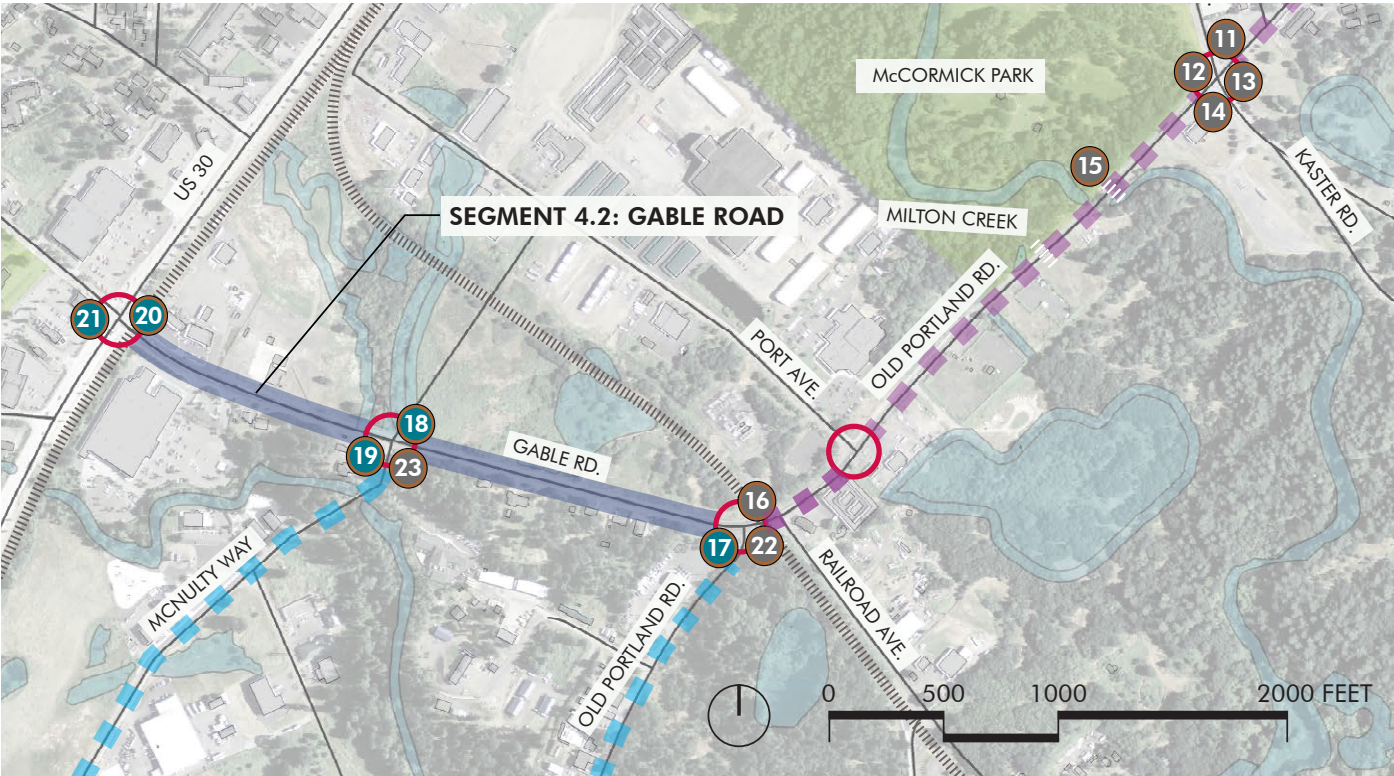 11
12
13
14
McCORMICK PARK
15
KASTER RD.
US 30
SEGMENT 4.2: GABLE ROAD
MILTON CREEK
OLD PORTLAND RD.
21
20
PORT AVE.
18
19
23
GABLE RD.
16
17
22
MCNULTY WAY
OLD PORTLAND RD.
RAILROAD AVE.
0 500 1000 2000 FEET